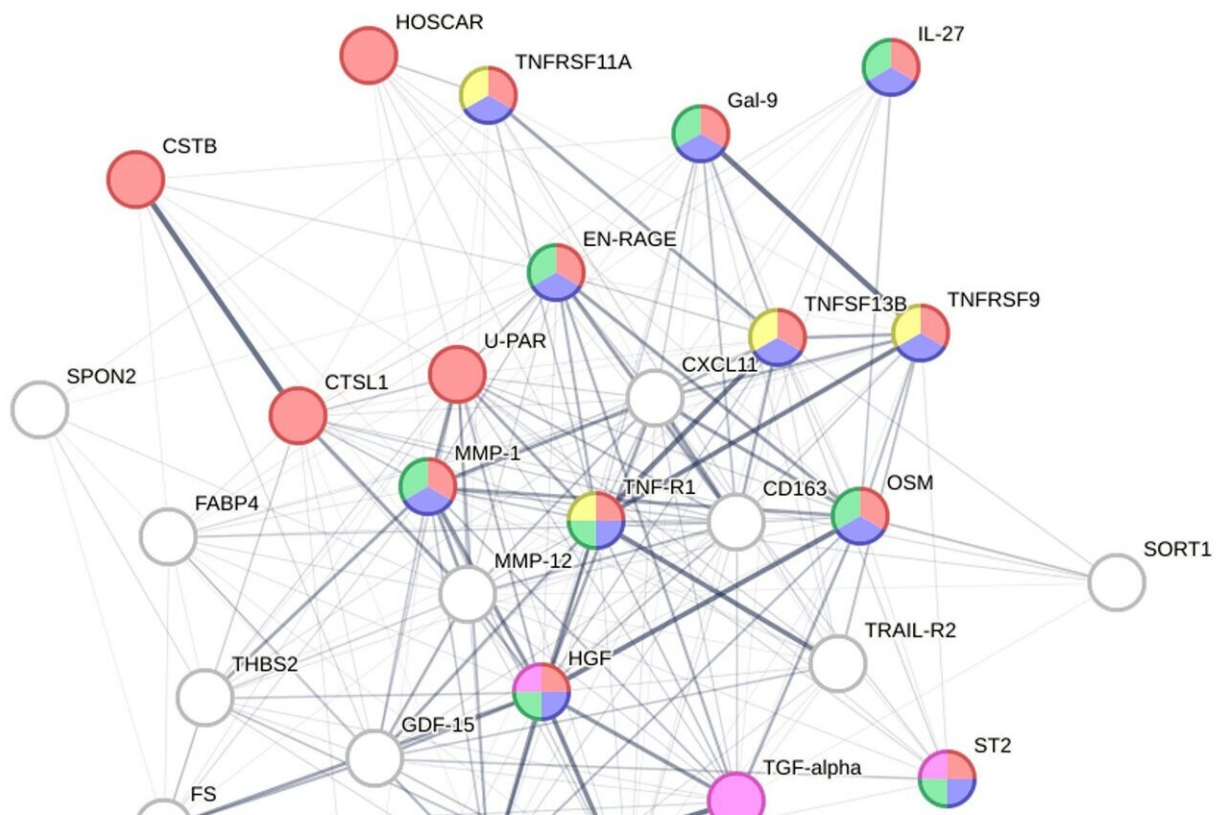 HOSCAR
IL-27
TNFRSF11A
Gal-9
CSTB
EN-RAGE
TNFSF13B
TNFRSF9
U-PAR
CXCL11
SPON2
CTSL1
MMP-1
TNF-R1
CD163
OSM
FABP4
SORT1
MMP-12
TRAIL-R2
HGF
THBS2
GDF-15
ST2
TGF-alpha
FS